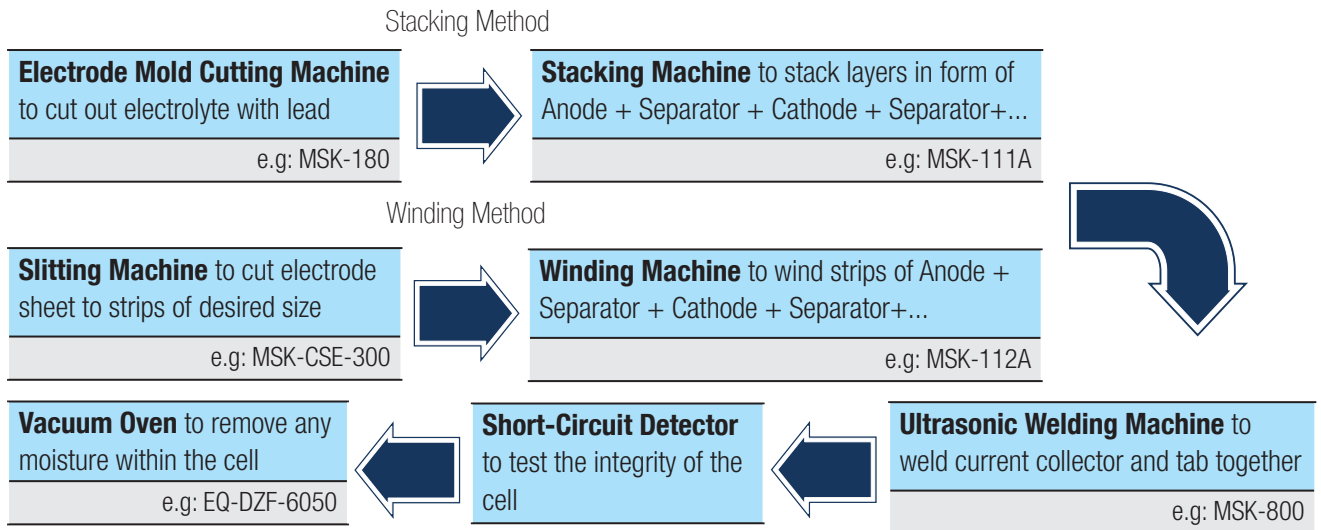 Stacking Method
Electrode Mold Cutting Machine
to cut out electrolyte with lead
e.g: MSK-180
Stacking Machine to stack layers in form of
Anode + Separator + Cathode + Separator+...
e.g: MSK-111A
Winding Method
Slitting Machine to cut electrode
sheet to strips of desired size
e.g: MSK-CSE-300
Winding Machine to wind strips of Anode +
Separator + Cathode + Separator+...
e.g: MSK-112A
Ultrasonic Welding Machine to
weld current collector and tab together
e.g: MSK-800
Short-Circuit Detector
to test the integrity of the
cell
Vacuum Oven to remove any
moisture within the cell
e.g: EQ-DZF-6050